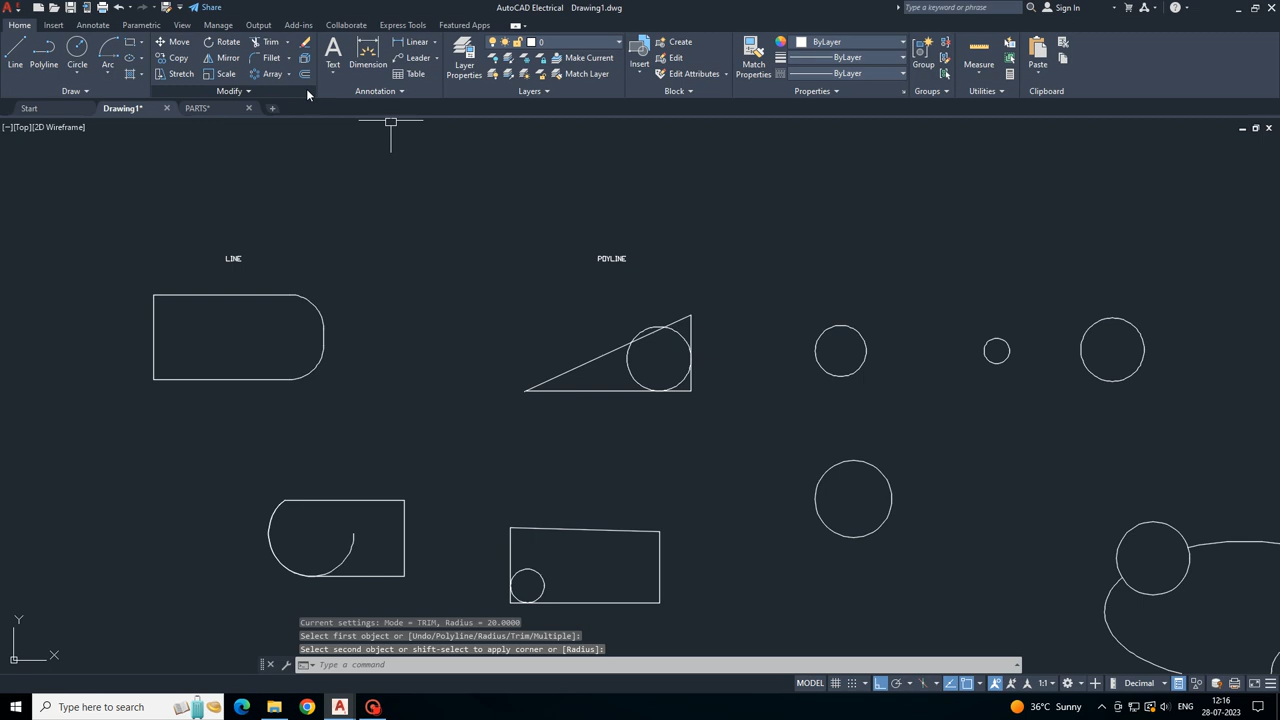 Share
AutoCAD Electrical Drawing1.dwg
Type a keyword or phrase
Sign In
Home Insert Annotate Parametric View Manage Output Add-ins Collaborate Express Tools Featured Apps
Line Polyline Circle Arc
Move Rotate Trim
Copy Mirror Fillet
Stretch Scale Array
Text Dimension
Linear
Leader
Table
Layer Properties
0
Make Current
Match Layer
Insert
Create
Edit
Edit Attributes
Match Properties
ByLayer
ByLayer
ByLayer
Group
Measure
Paste
Draw Modify Annotation Layers Block Properties Groups Utilities Clipboard
Start Drawing1* PARTS*
[−][Top][2D Wireframe]
LINE
POYLINE
Y
X
Current settings: Mode = TRIM, Radius = 20.0000
Select first object or [Undo/Polyline/Radius/Trim/Multiple]:
Select second object or shift-select to apply corner or [Radius]:
Type a command
MODEL
1:1
Decimal
Type here to search
36°C Sunny
ENG
12:16
28-07-2023